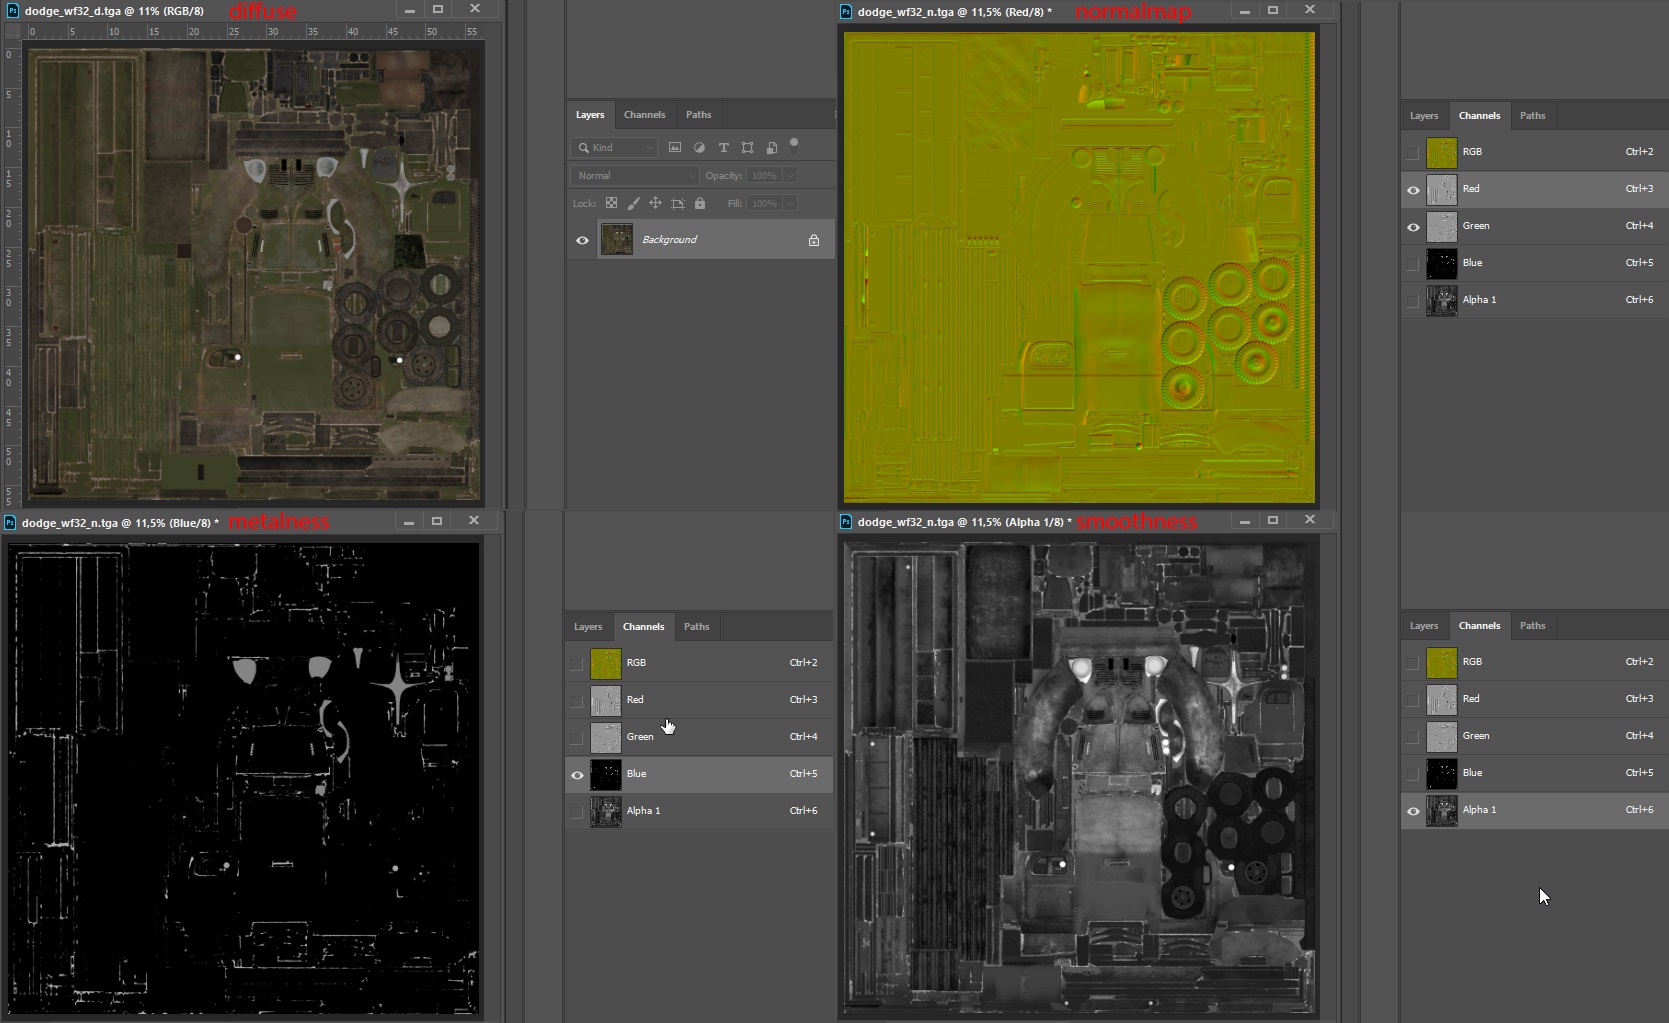 dodge_wf32_d.tga @ 11% (RGB/8)
diffuse
0 5 10 15 20 25 30 35 40 45 50 55
0
5
10
15
20
25
30
35
40
45
50
55
Layers Channels Paths
Kind
Normal Opacity: 100%
Lock: Fill: 100%
Background
dodge_wf32_n.tga @ 11,5% (Red/8) *
normalmap
Layers Channels Paths
RGB Ctrl+2
Red Ctrl+3
Green Ctrl+4
Blue Ctrl+5
Alpha 1 Ctrl+6
dodge_wf32_n.tga @ 11,5% (Blue/8) *
metalness
Layers Channels Paths
RGB Ctrl+2
Red Ctrl+3
Green Ctrl+4
Blue Ctrl+5
Alpha 1 Ctrl+6
dodge_wf32_n.tga @ 11,5% (Alpha 1/8) *
smoothness
Layers Channels Paths
RGB Ctrl+2
Red Ctrl+3
Green Ctrl+4
Blue Ctrl+5
Alpha 1 Ctrl+6